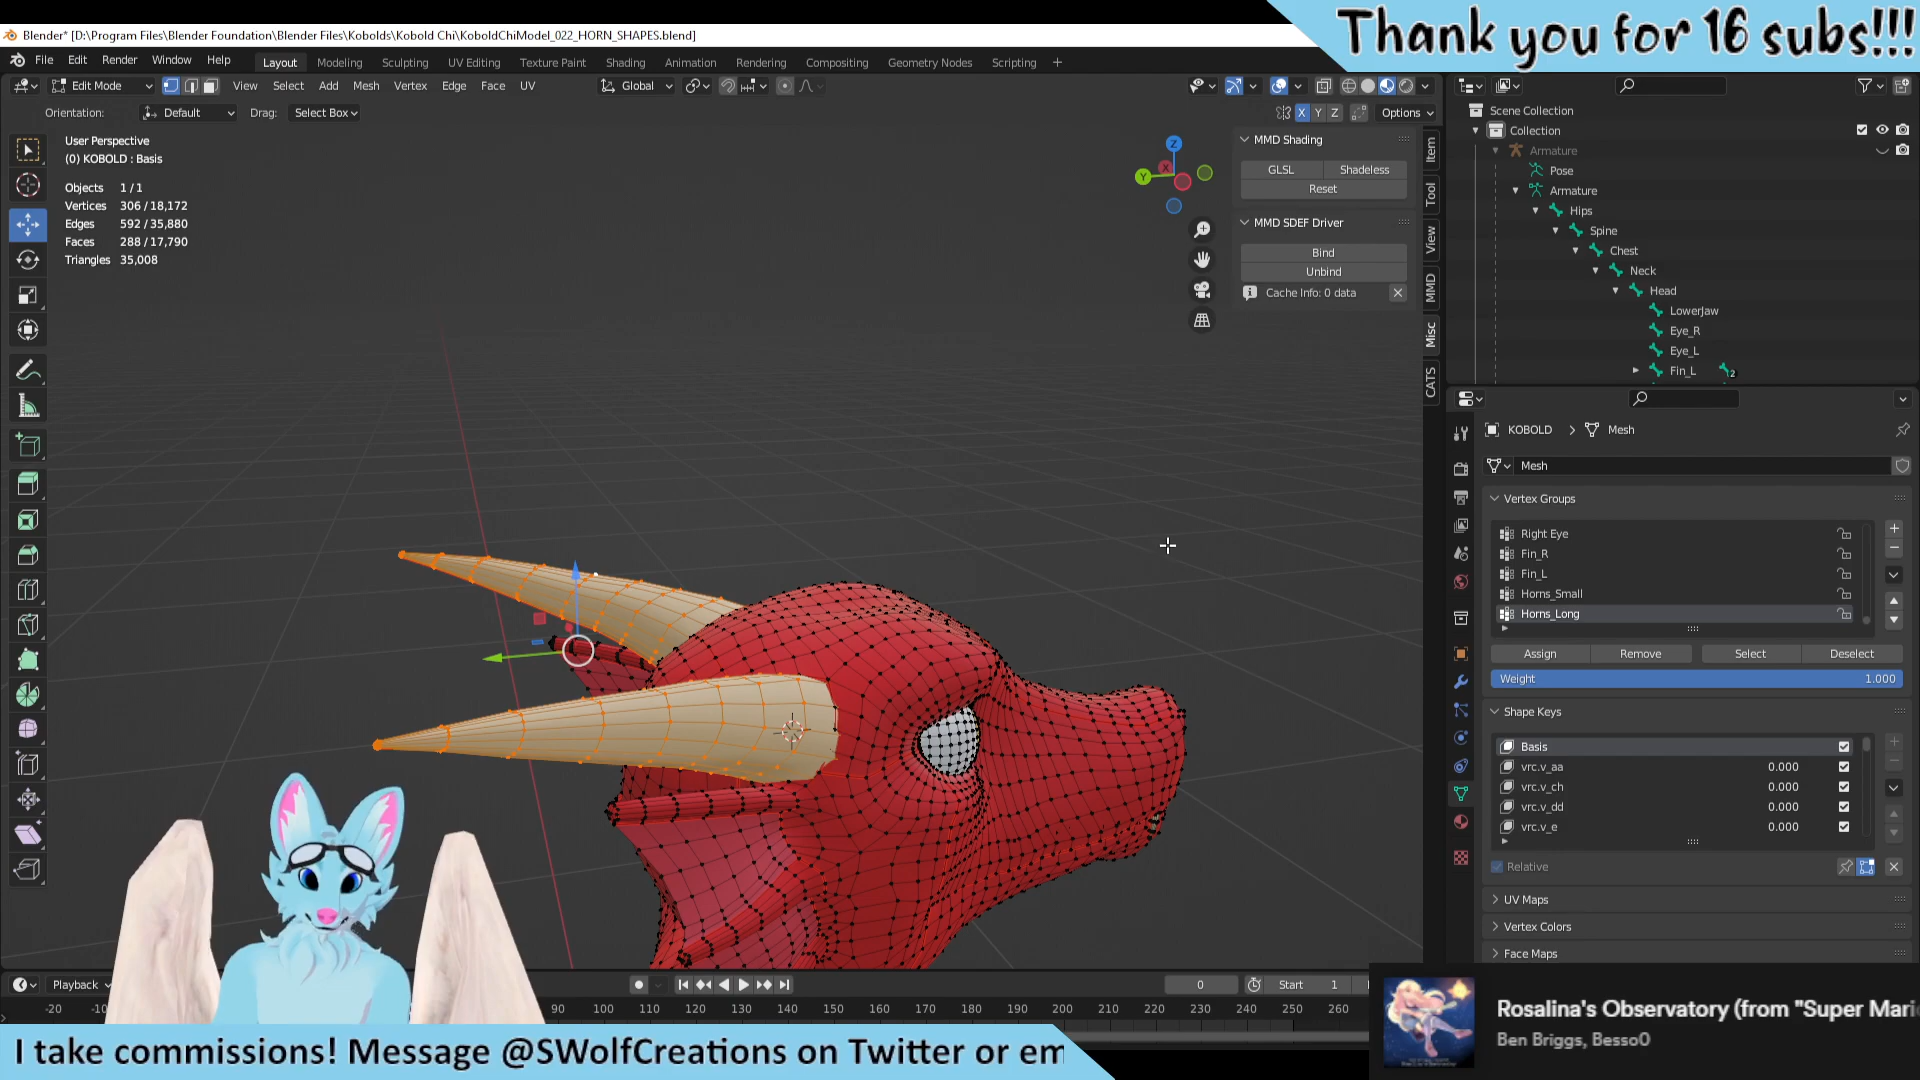 Thank you for 16 subs!!!
Blender* [D:\Program Files\Blender Foundation\Blender Files\Kobolds\Kobold Chi\KoboldChiModel_022_HORN_SHAPES.blend]
File Edit Render Window Help
Layout Modeling Sculpting UV Editing Texture Paint Shading Animation Rendering Compositing Geometry Nodes Scripting +
Edit Mode View Select Add Mesh Vertex Edge Face UV Global
Orientation: Default Drag: Select Box X Y Z Options
User Perspective
(0) KOBOLD : Basis
Objects 1 / 1
Vertices 306 / 18,172
Edges 592 / 35,880
Faces 288 / 17,790
Triangles 35,008
Z
X
Y
MMD Shading
GLSL Shadeless
Reset
MMD SDEF Driver
Bind
Unbind
Cache Info: 0 data
Item
Tool
View
MMD
Misc
CATS
Scene Collection
Collection
Armature
Pose
Armature
Hips
Spine
Chest
Neck
Head
LowerJaw
Eye_R
Eye_L
Fin_L 2
KOBOLD > Mesh
Mesh
Vertex Groups
Right Eye
Fin_R
Fin_L
Horns_Small
Horns_Long
Assign Remove Select Deselect
Weight 1.000
Shape Keys
Basis
vrc.v_aa 0.000
vrc.v_ch 0.000
vrc.v_dd 0.000
vrc.v_e 0.000
Relative
UV Maps
Vertex Colors
Face Maps
Playback 0 Start 1
-20 -10 0 90 100 110 120 130 140 150 160 170 180 190 200 210 220 230 240 250 260
Rosalina's Observatory (from "Super Mari
Ben Briggs, Besso0
I take commissions! Message @SWolfCreations on Twitter or em